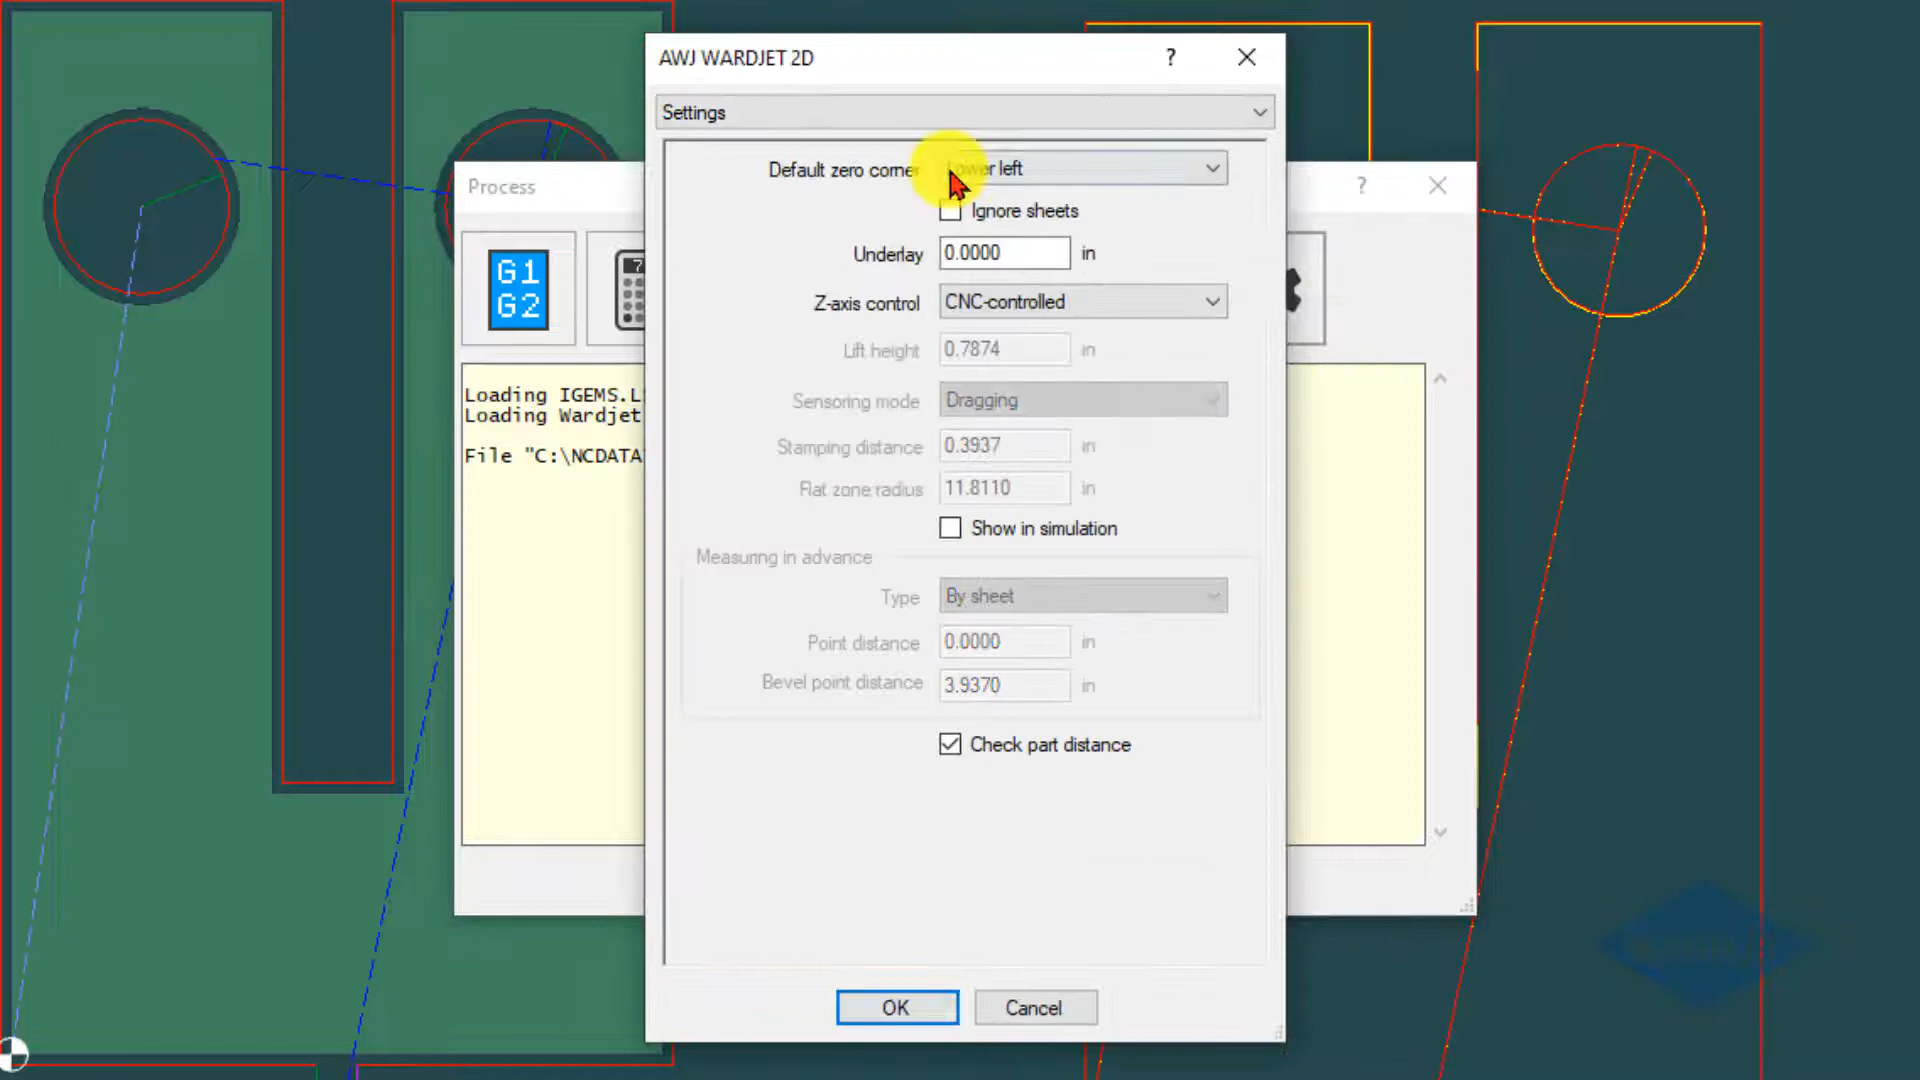 AWJ WARDJET 2D
?
Settings
Default zero corner
Lower left
Ignore sheets
Process
?
Underlay 0.0000 in
G1
G2
7
Z-axis control CNC-controlled
Lift height 0.7874 in
Loading IGEMS.L
Sensoring mode Dragging
Loading Wardjet
Stamping distance 0.3937 in
File "C:\NCDATA
Flat zone radius 11.8110 in
Show in simulation
Measuring in advance
Type By sheet
Point distance 0.0000 in
Bevel point distance 3.9370 in
Check part distance
OK Cancel